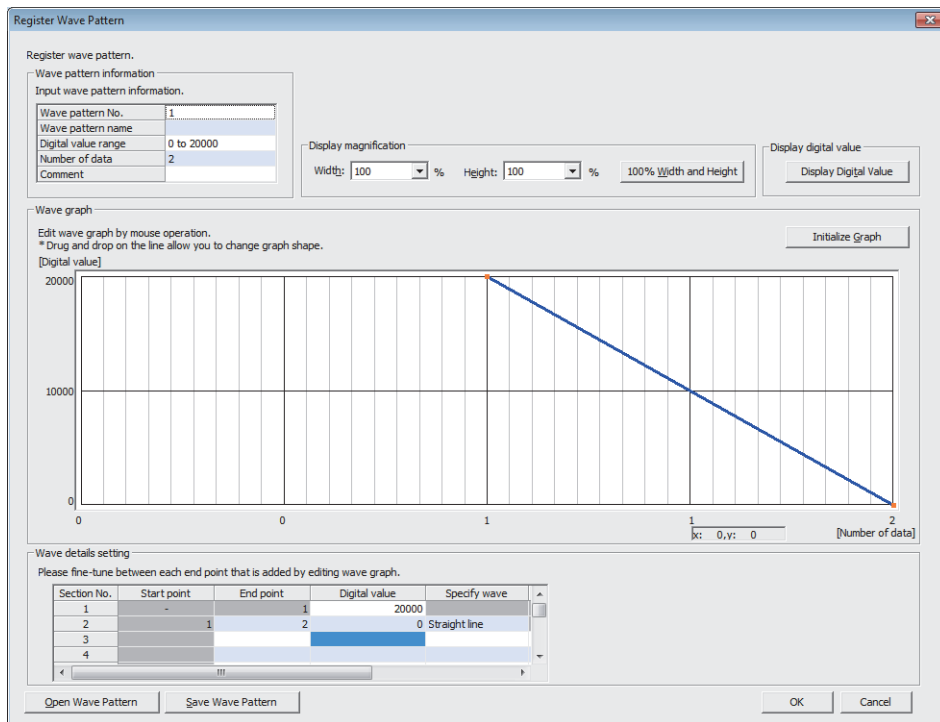 Register Wave Pattern
Register wave pattern.
Wave pattern information
Input wave pattern information.
Wave pattern No. 1
Wave pattern name
Digital value range 0 to 20000
Number of data 2
Comment
Display magnification
Width: 100 % Height: 100 % 100% Width and Height
Display digital value
Display Digital Value
Wave graph
Edit wave graph by mouse operation.
* Drug and drop on the line allow you to change graph shape.
Initialize Graph
[Digital value]
20000
10000
0
0 0 1 1 2
x: 0,y: 0
[Number of data]
Wave details setting
Please fine-tune between each end point that is added by editing wave graph.
Section No. Start point End point Digital value Specify wave
1 - 1 20000
2 1 2 0 Straight line
3
4
Open Wave Pattern Save Wave Pattern OK Cancel